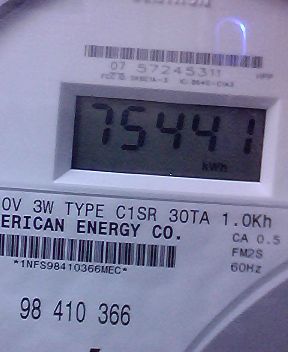 07 57245311
75441
kWh
0V 3W TYPE C1SR 30TA 1.0Kh
ERICAN ENERGY CO.
CA 0.5
FM2S
60Hz
*1NFS98410366MEC*
98 410 366